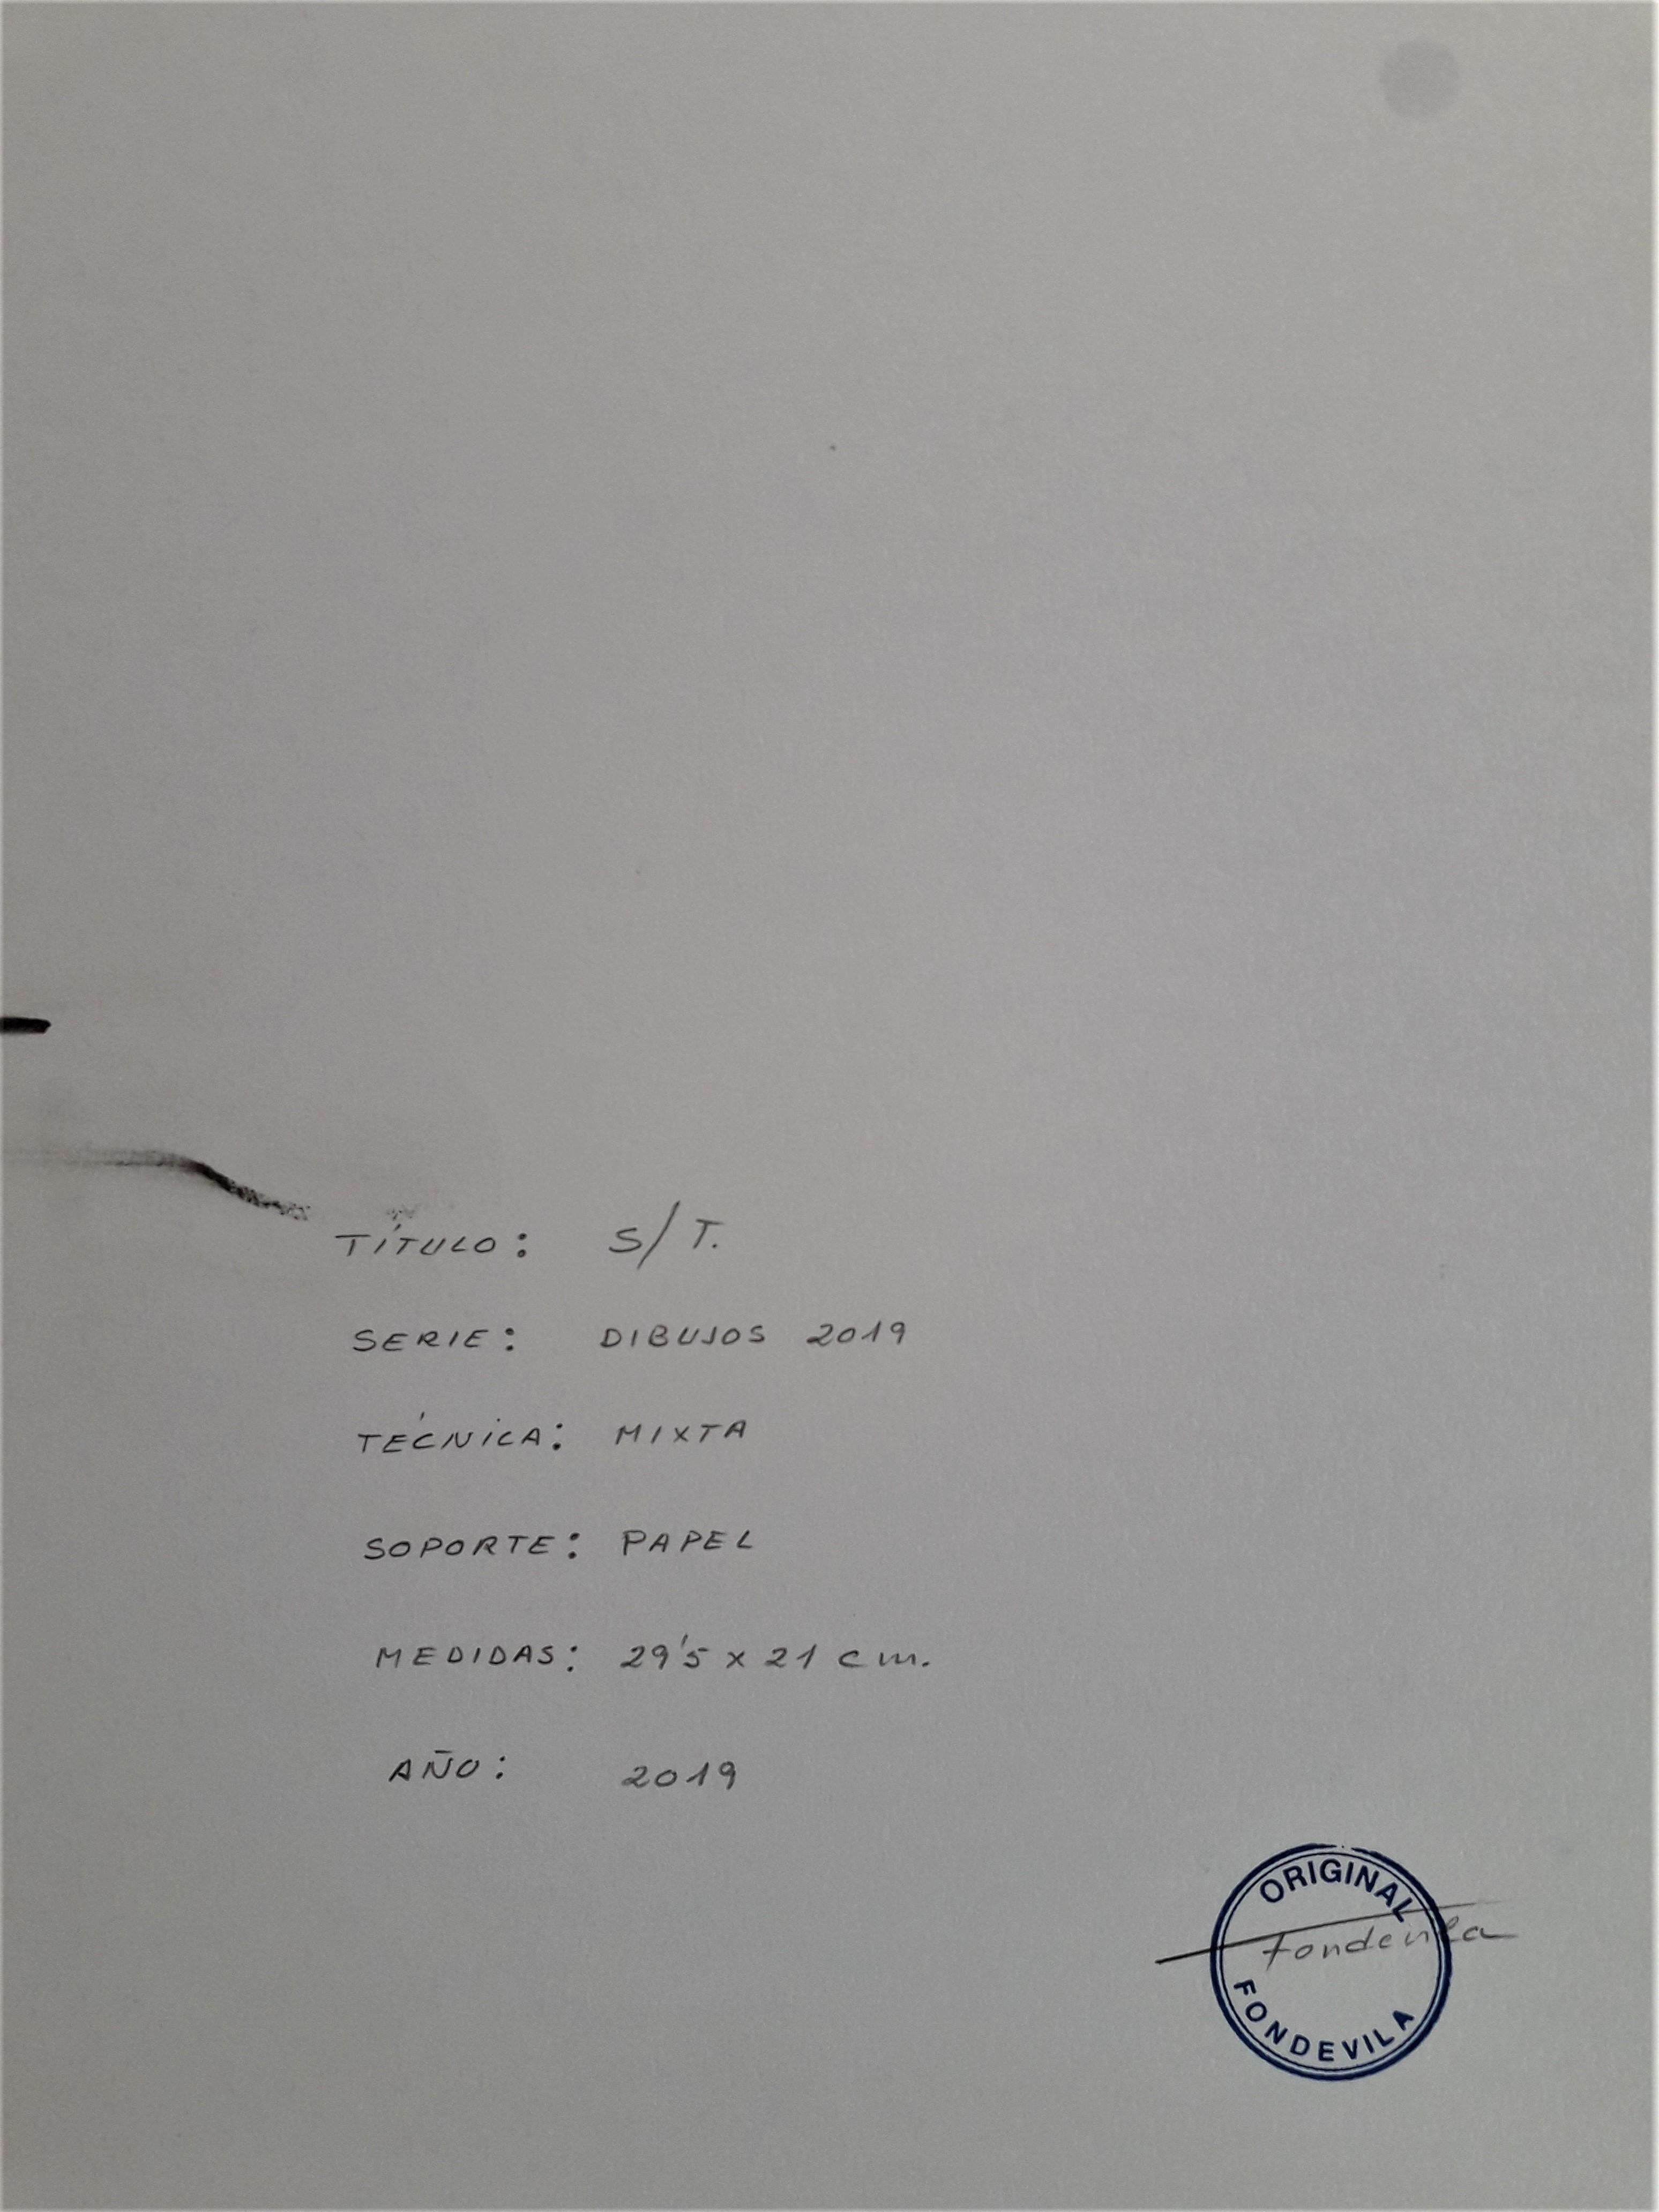 TÍTULO: S/T.
SERIE: DIBUJOS 2019
TÉCNICA: MIXTA
SOPORTE: PAPEL
MEDIDAS: 29'5 x 21 cm.
AÑO: 2019
ORIGINAL
Fondevila
FONDEVILA